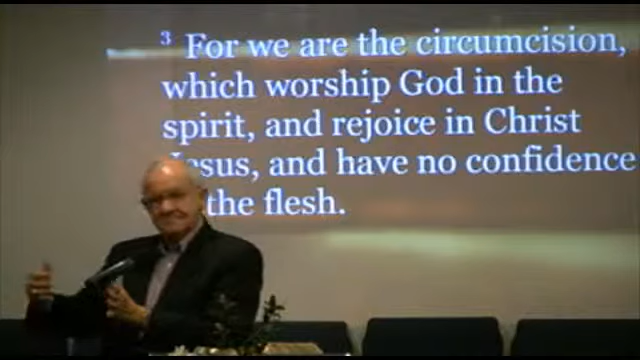 3 For we are the circumcision,
which worship God in the
spirit, and rejoice in Christ
Jesus, and have no confidence
the flesh.